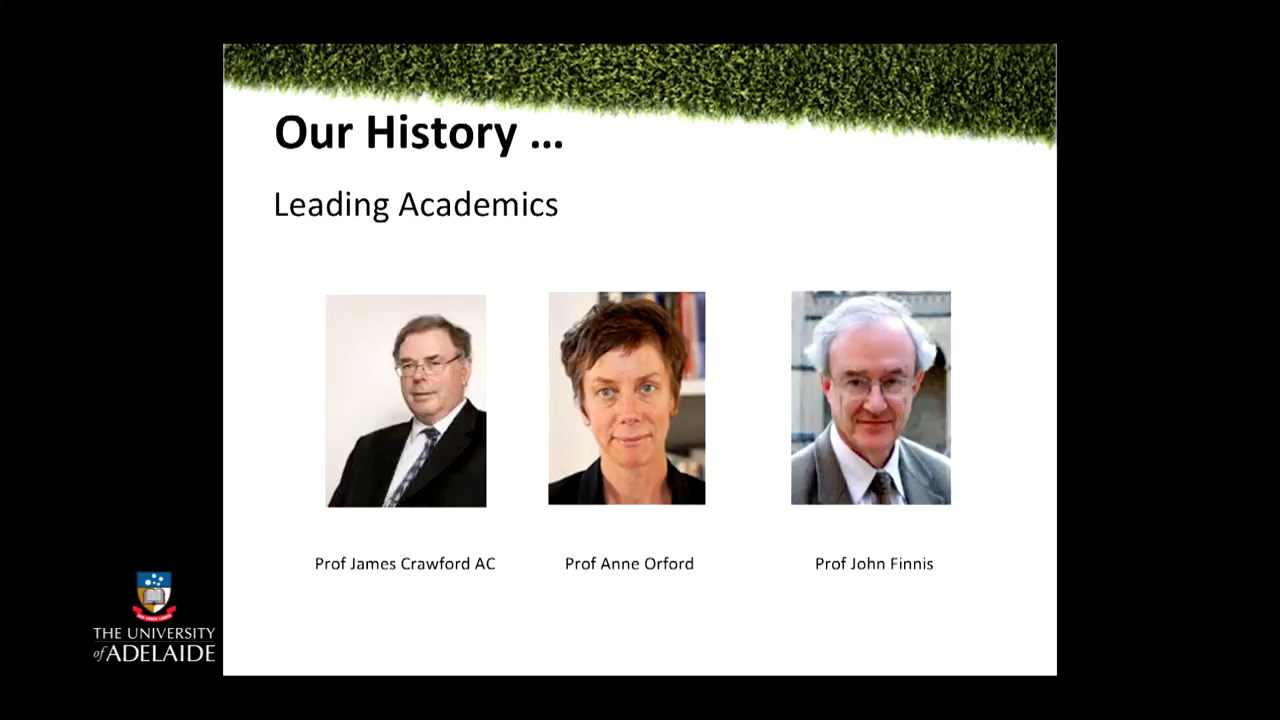 Our History ...
Leading Academics
Prof James Crawford AC
Prof Anne Orford
Prof John Finnis
THE UNIVERSITY
of ADELAIDE